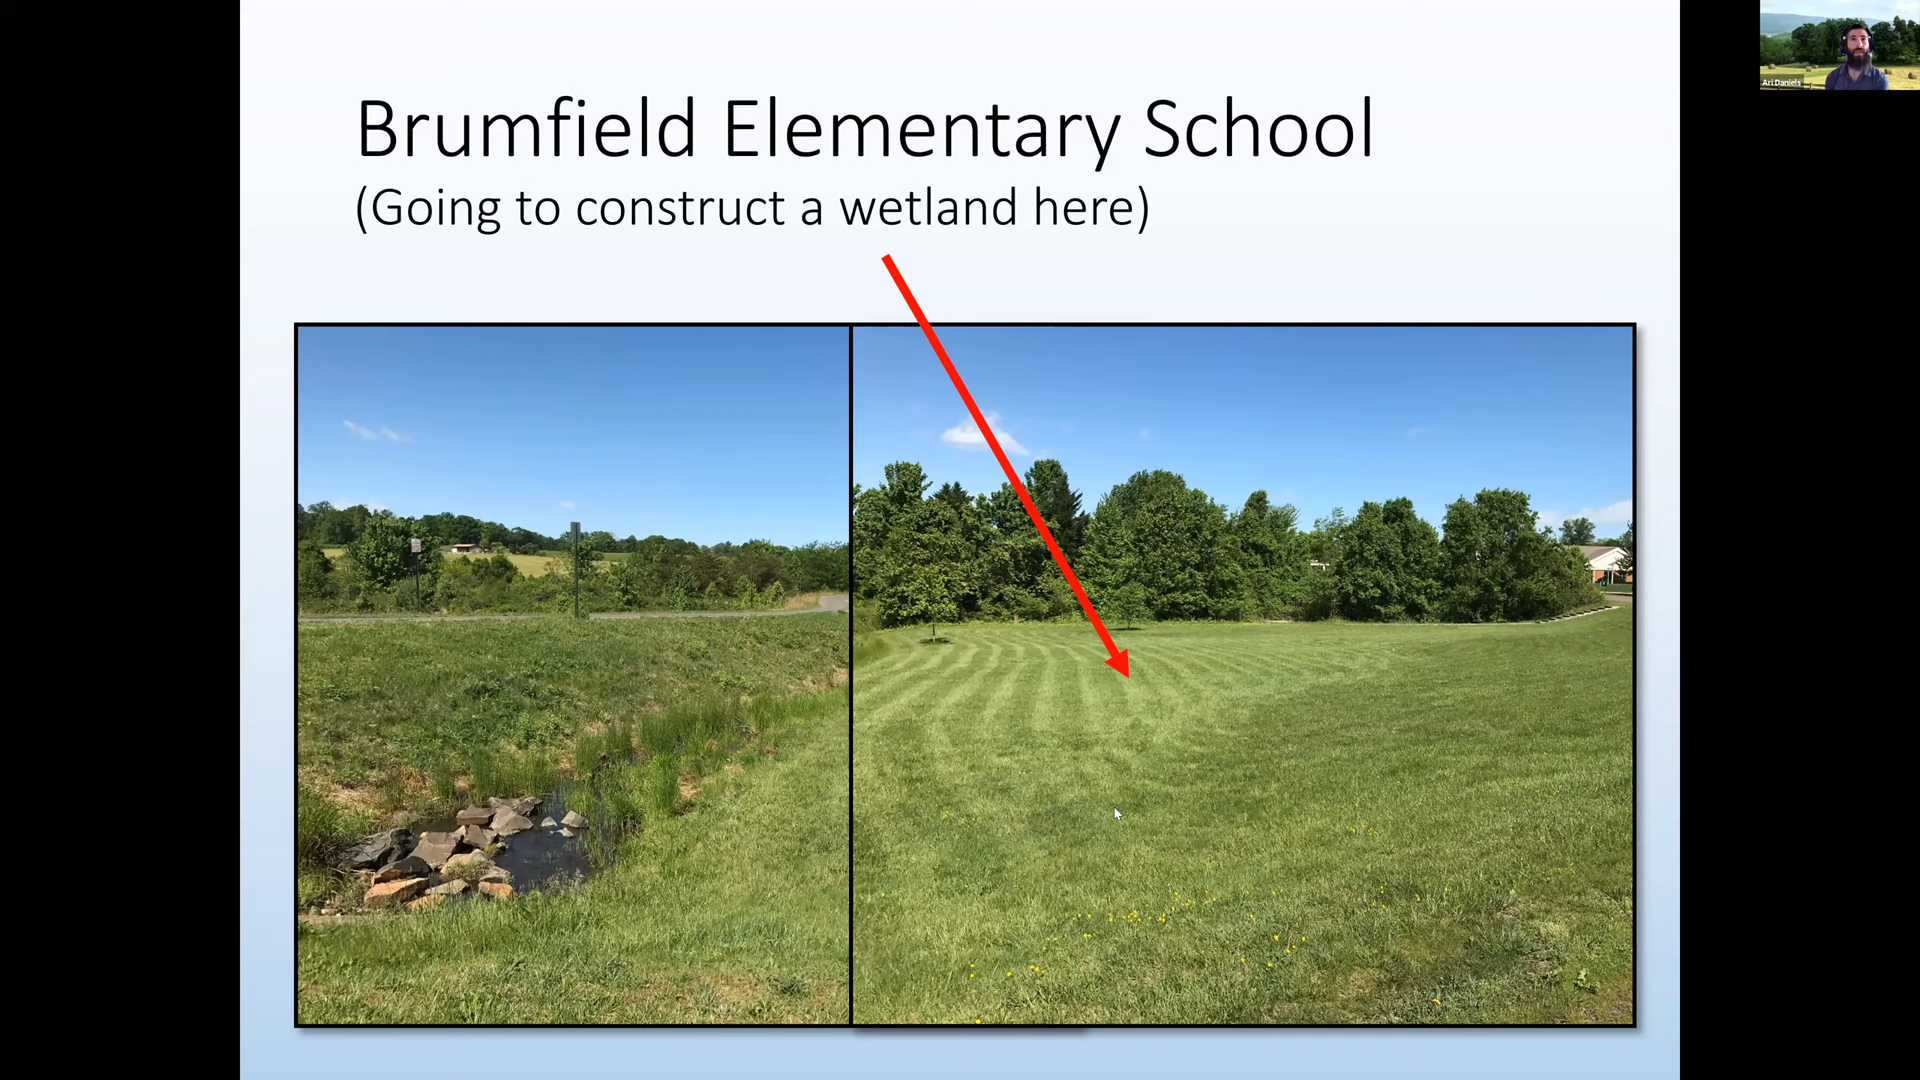 Brumfield Elementary School
(Going to construct a wetland here)
Ari Daniels